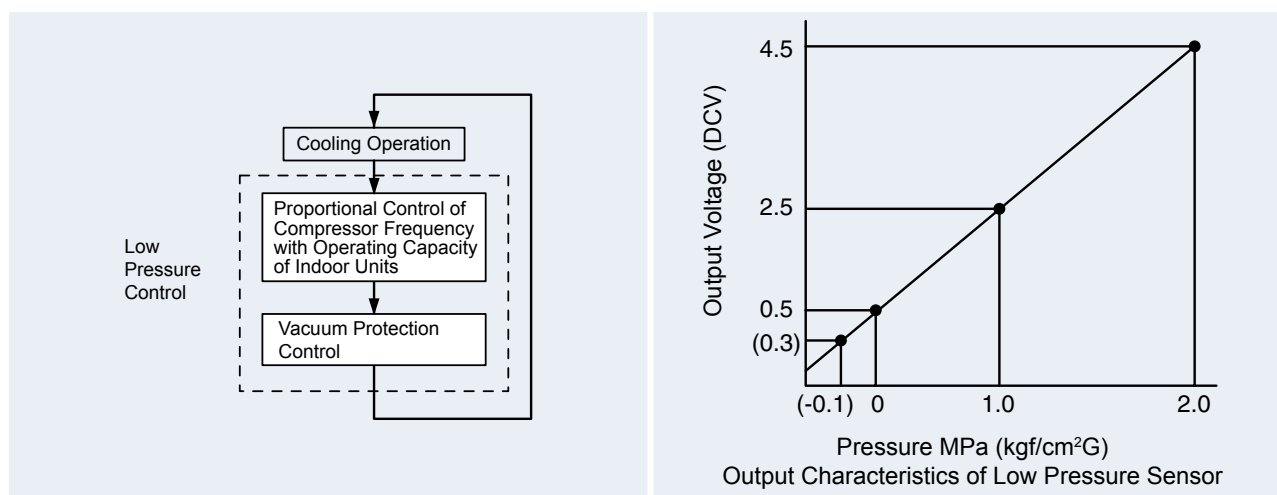 Cooling Operation
Proportional Control of
Compressor Frequency
with Operating Capacity
of Indoor Units
Low
Pressure
Control
Vacuum Protection
Control
Output Voltage (DCV)
4.5
2.5
0.5
(0.3)
(-0.1) 0 1.0 2.0
Pressure MPa (kgf/cm²G)
Output Characteristics of Low Pressure Sensor